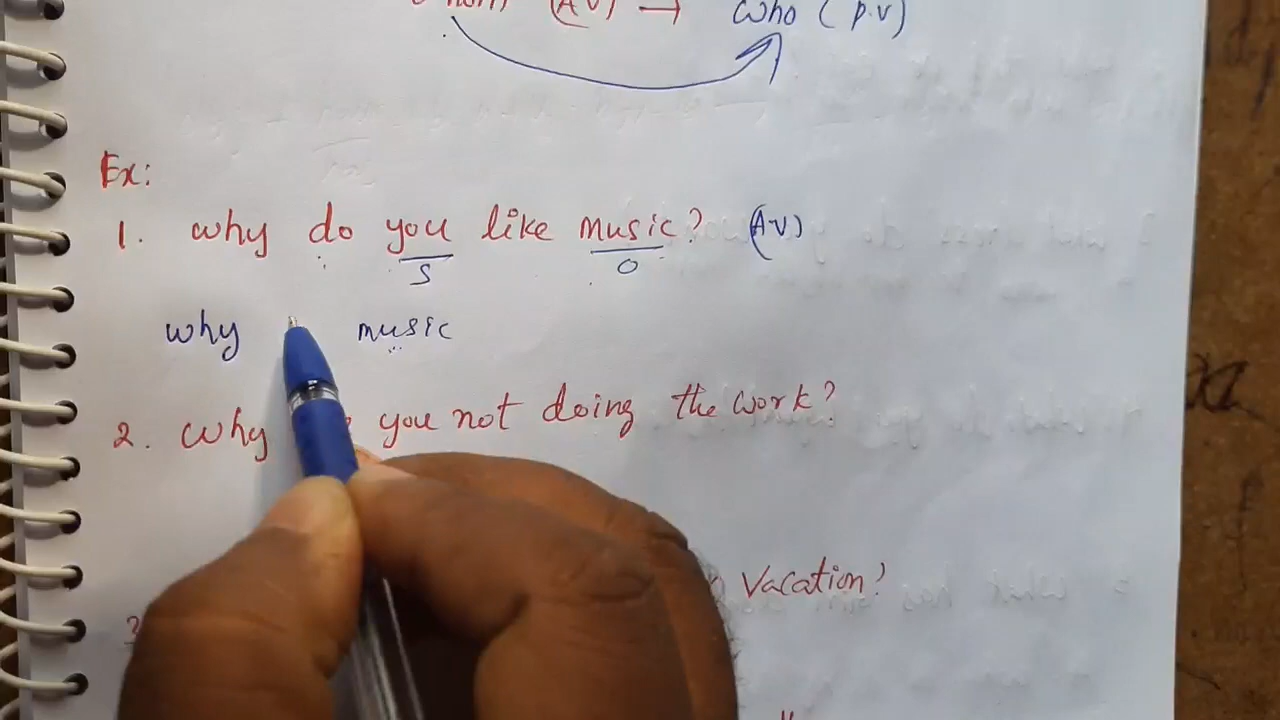 (A.V) → Who (P.V)
Ex:
1. why do you like music? (A.V)
S O
why music
2. why you not doing the work?
Vacation?